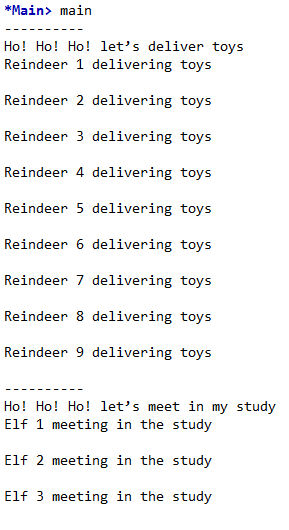 *Main> main
----------
Ho! Ho! Ho! let’s deliver toys
Reindeer 1 delivering toys
Reindeer 2 delivering toys
Reindeer 3 delivering toys
Reindeer 4 delivering toys
Reindeer 5 delivering toys
Reindeer 6 delivering toys
Reindeer 7 delivering toys
Reindeer 8 delivering toys
Reindeer 9 delivering toys
----------
Ho! Ho! Ho! let’s meet in my study
Elf 1 meeting in the study
Elf 2 meeting in the study
Elf 3 meeting in the study